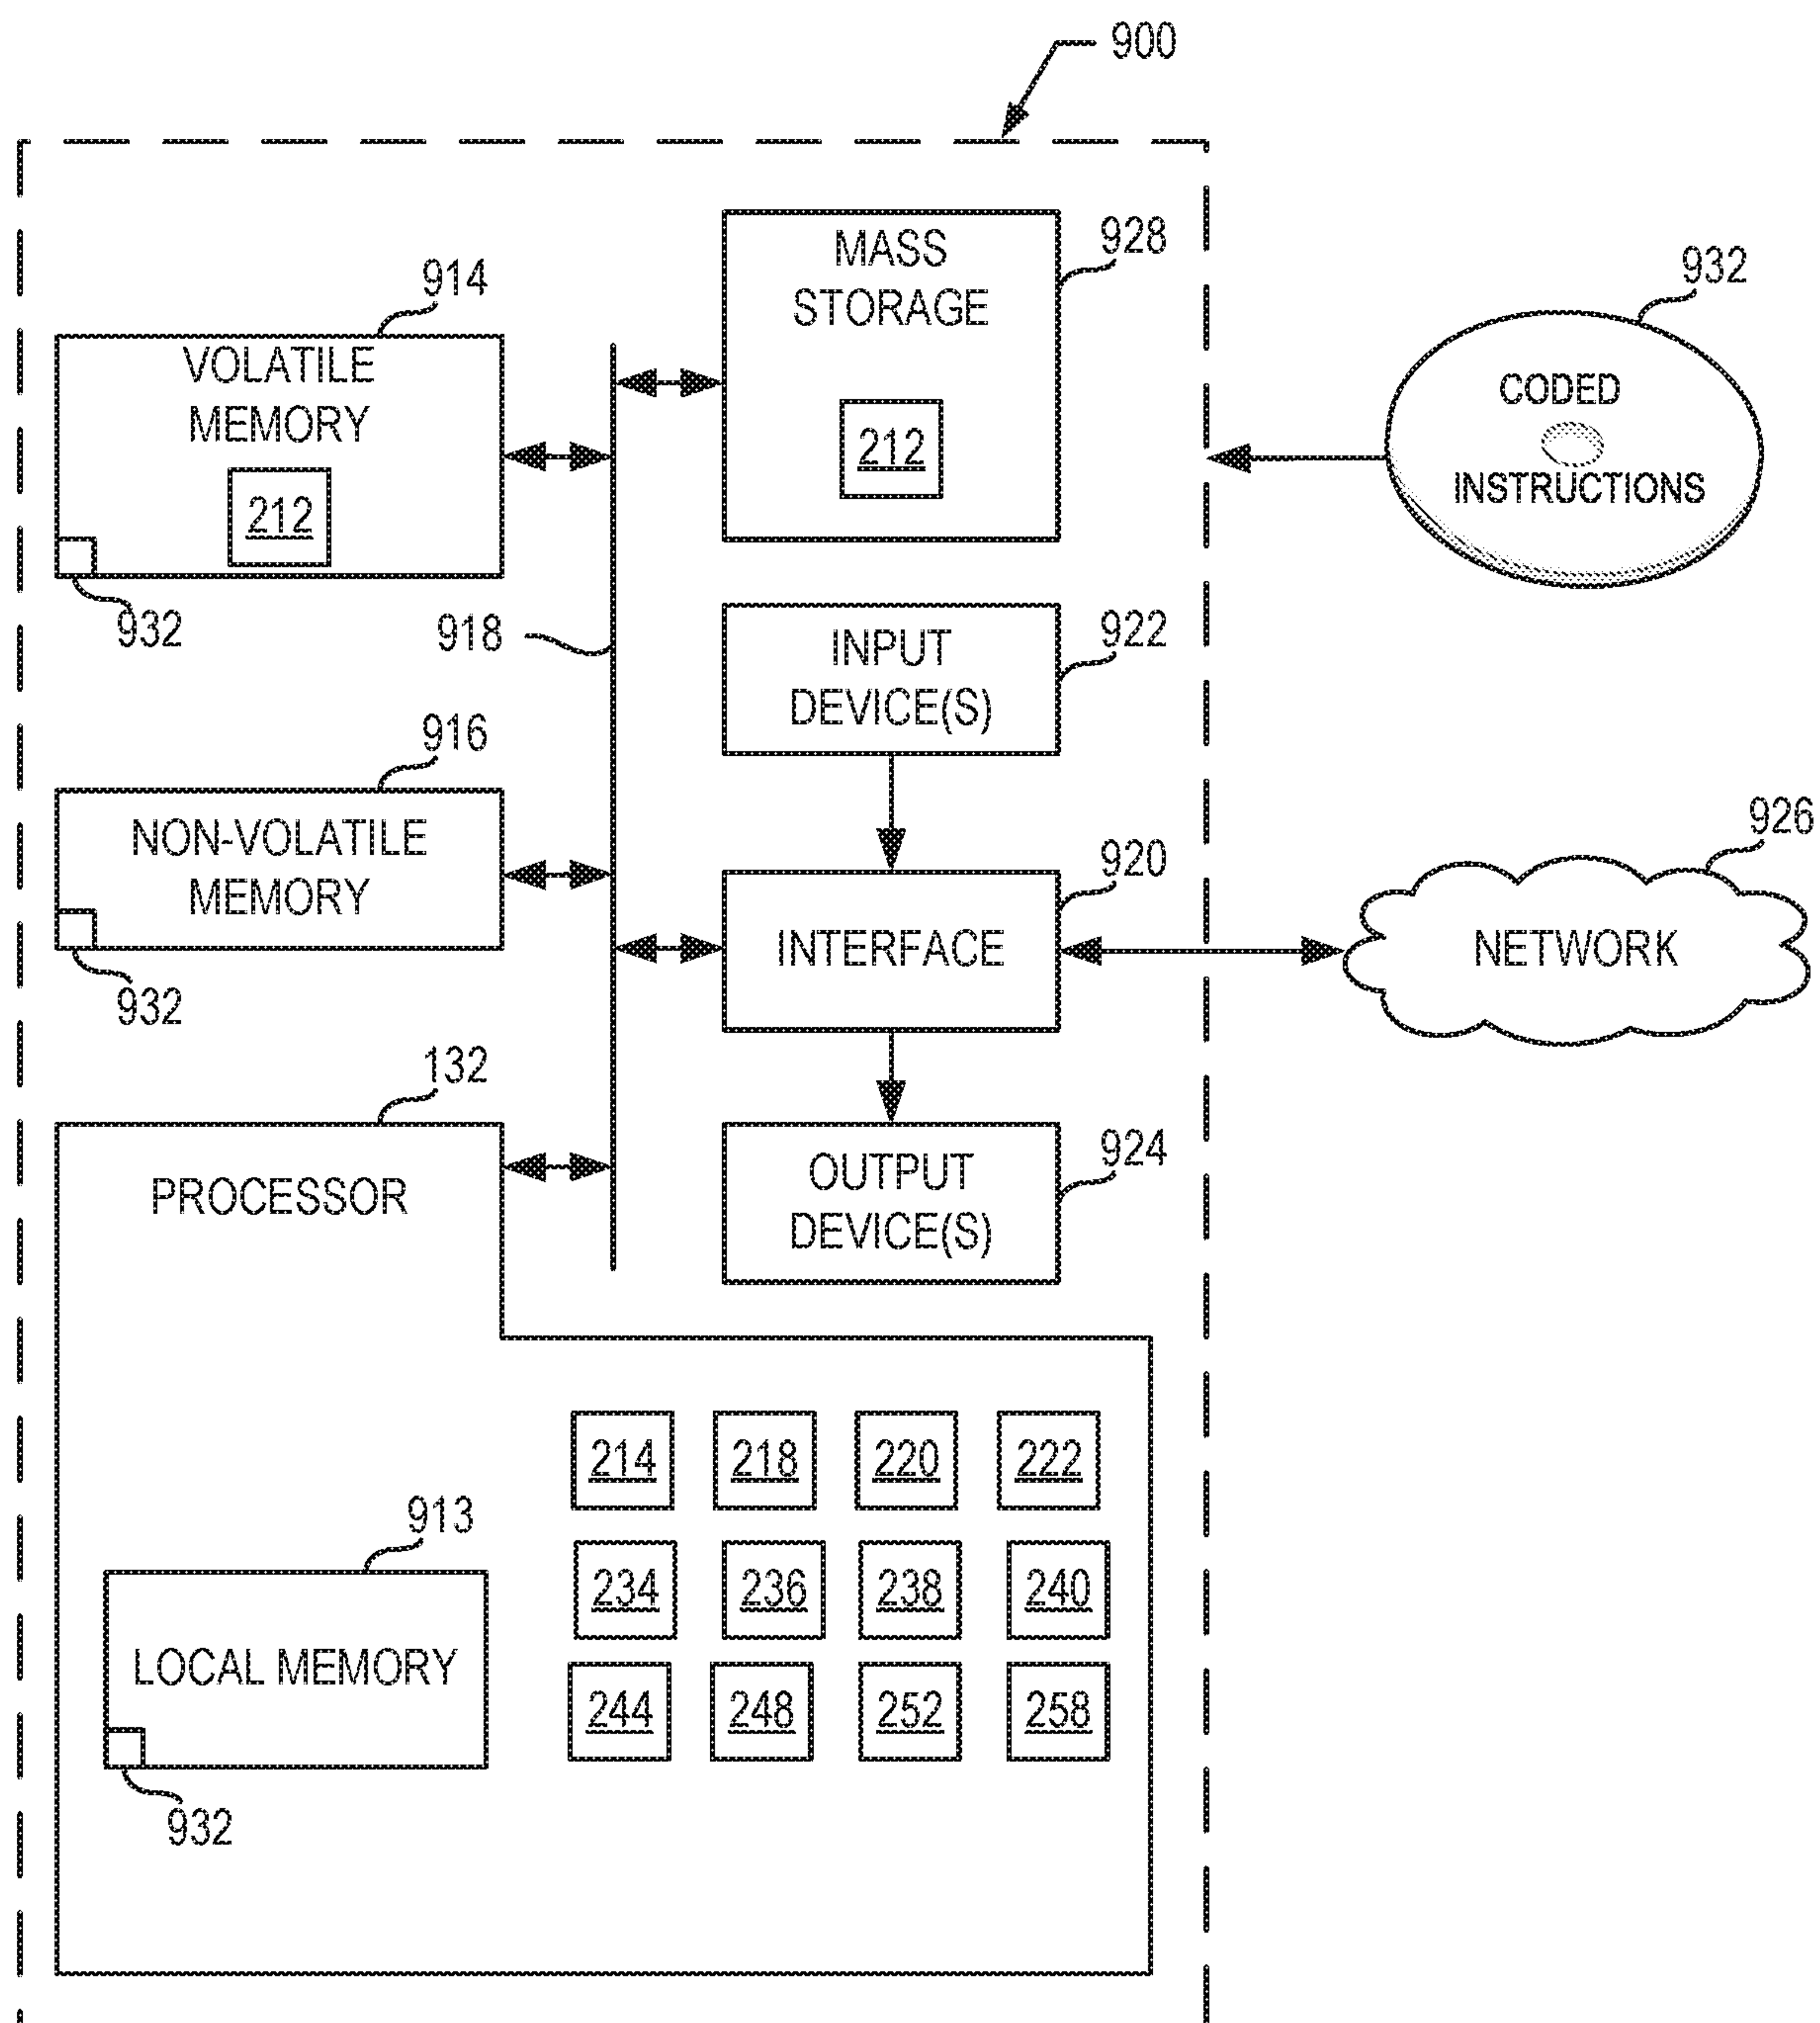 900
928
MASS
STORAGE
212
914
VOLATILE
MEMORY
212
932
932
CODED
INSTRUCTIONS
918
922
INPUT
DEVICE(S)
916
NON-VOLATILE
MEMORY
932
920
INTERFACE
926
NETWORK
132
PROCESSOR
924
OUTPUT
DEVICE(S)
214 218 220 222
234 236 238 240
244 248 252 258
913
LOCAL MEMORY
932